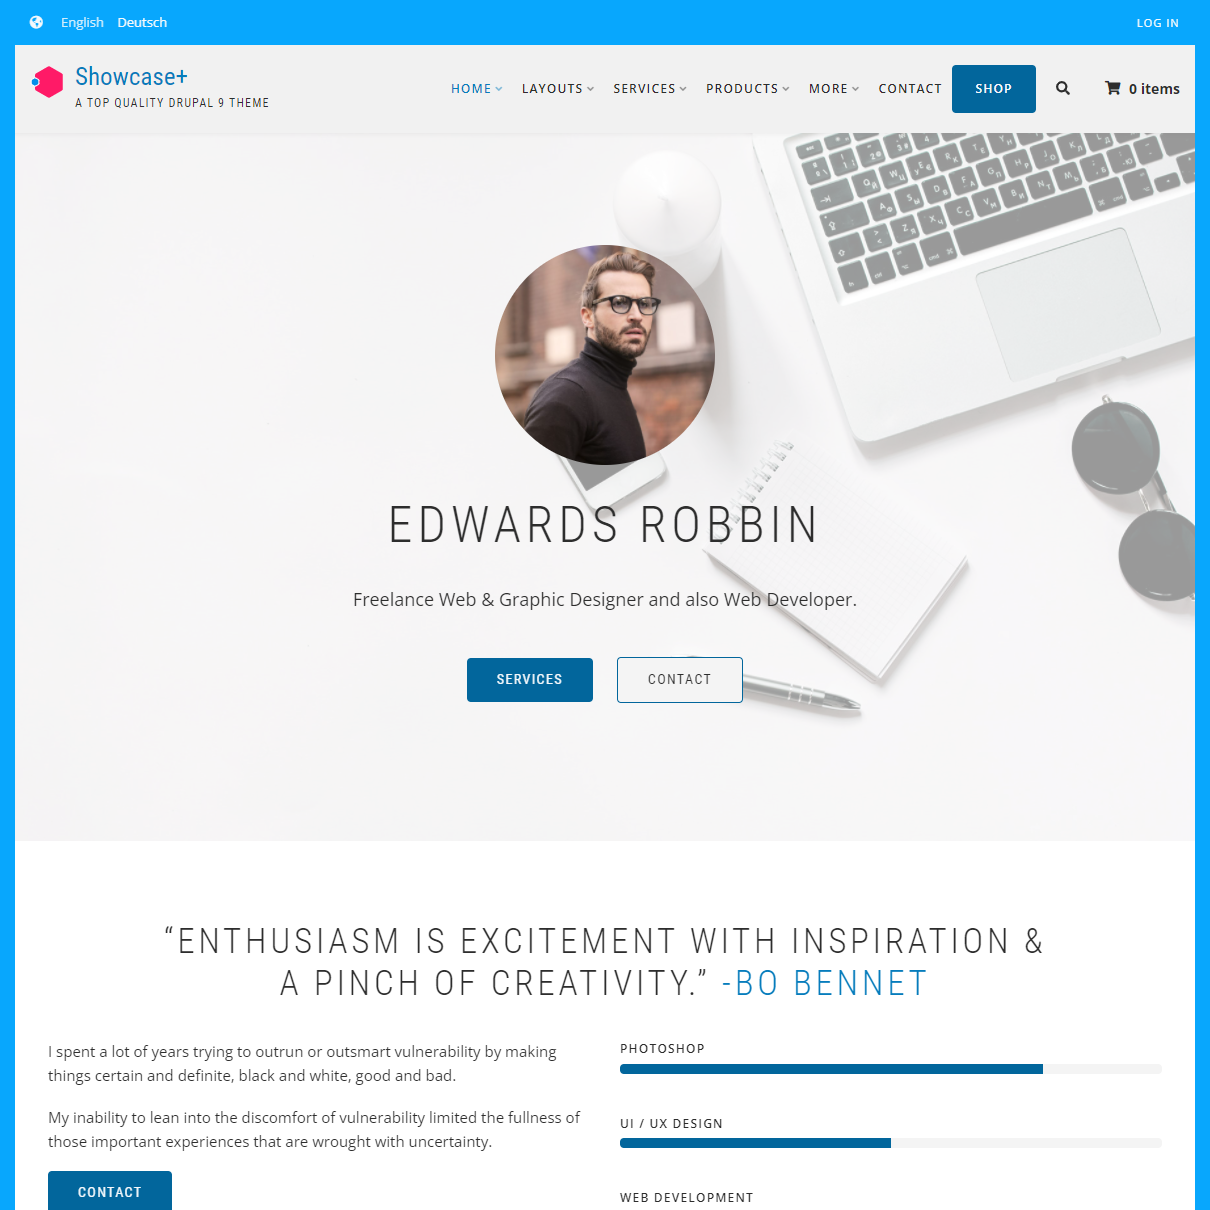 English Deutsch
LOG IN
Showcase+
A TOP QUALITY DRUPAL 9 THEME
HOME LAYOUTS SERVICES PRODUCTS MORE CONTACT SHOP 0 items
EDWARDS ROBBIN
Freelance Web & Graphic Designer and also Web Developer.
SERVICES CONTACT
“ENTHUSIASM IS EXCITEMENT WITH INSPIRATION &
A PINCH OF CREATIVITY.” -BO BENNET
I spent a lot of years trying to outrun or outsmart vulnerability by making
things certain and definite, black and white, good and bad.
My inability to lean into the discomfort of vulnerability limited the fullness of
those important experiences that are wrought with uncertainty.
CONTACT
PHOTOSHOP
UI / UX DESIGN
WEB DEVELOPMENT